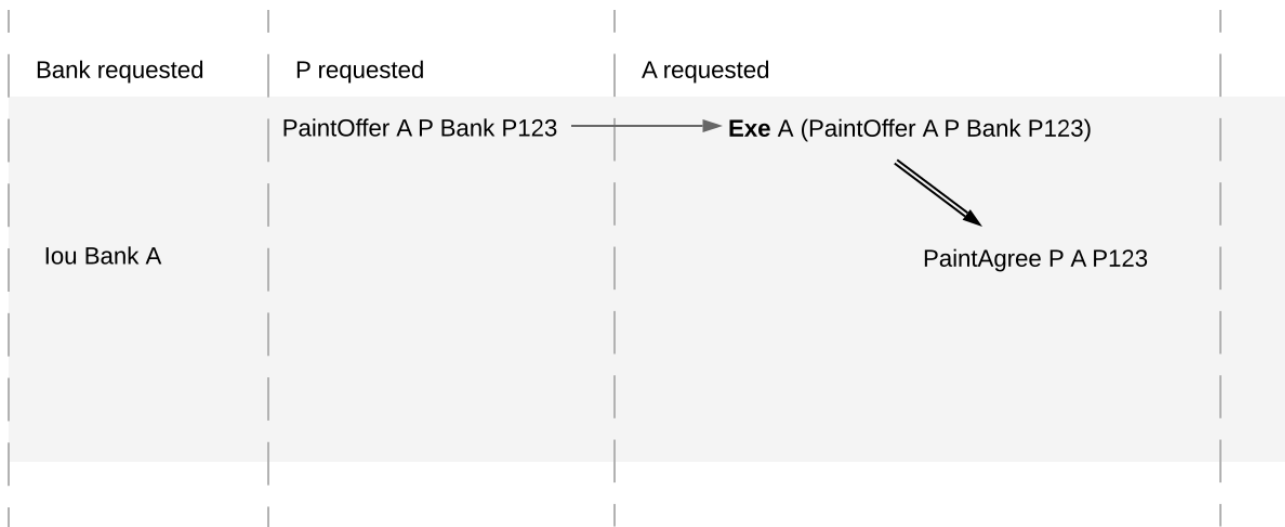 Bank requested
P requested
A requested
PaintOffer A P Bank P123
Exe A (PaintOffer A P Bank P123)
Iou Bank A
PaintAgree P A P123